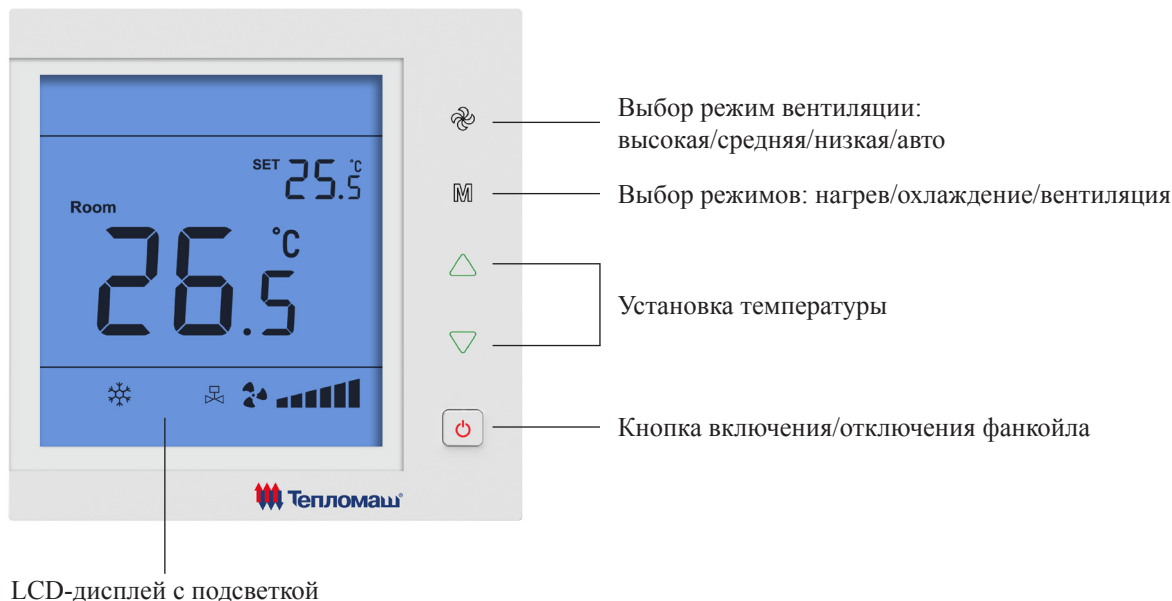 SET 25.5 °C
Room
26.5 °C
M
Тепломаш®
Выбор режим вентиляции:
высокая/средняя/низкая/авто
Выбор режимов: нагрев/охлаждение/вентиляция
Установка температуры
Кнопка включения/отключения фанкойла
LCD-дисплей с подсветкой